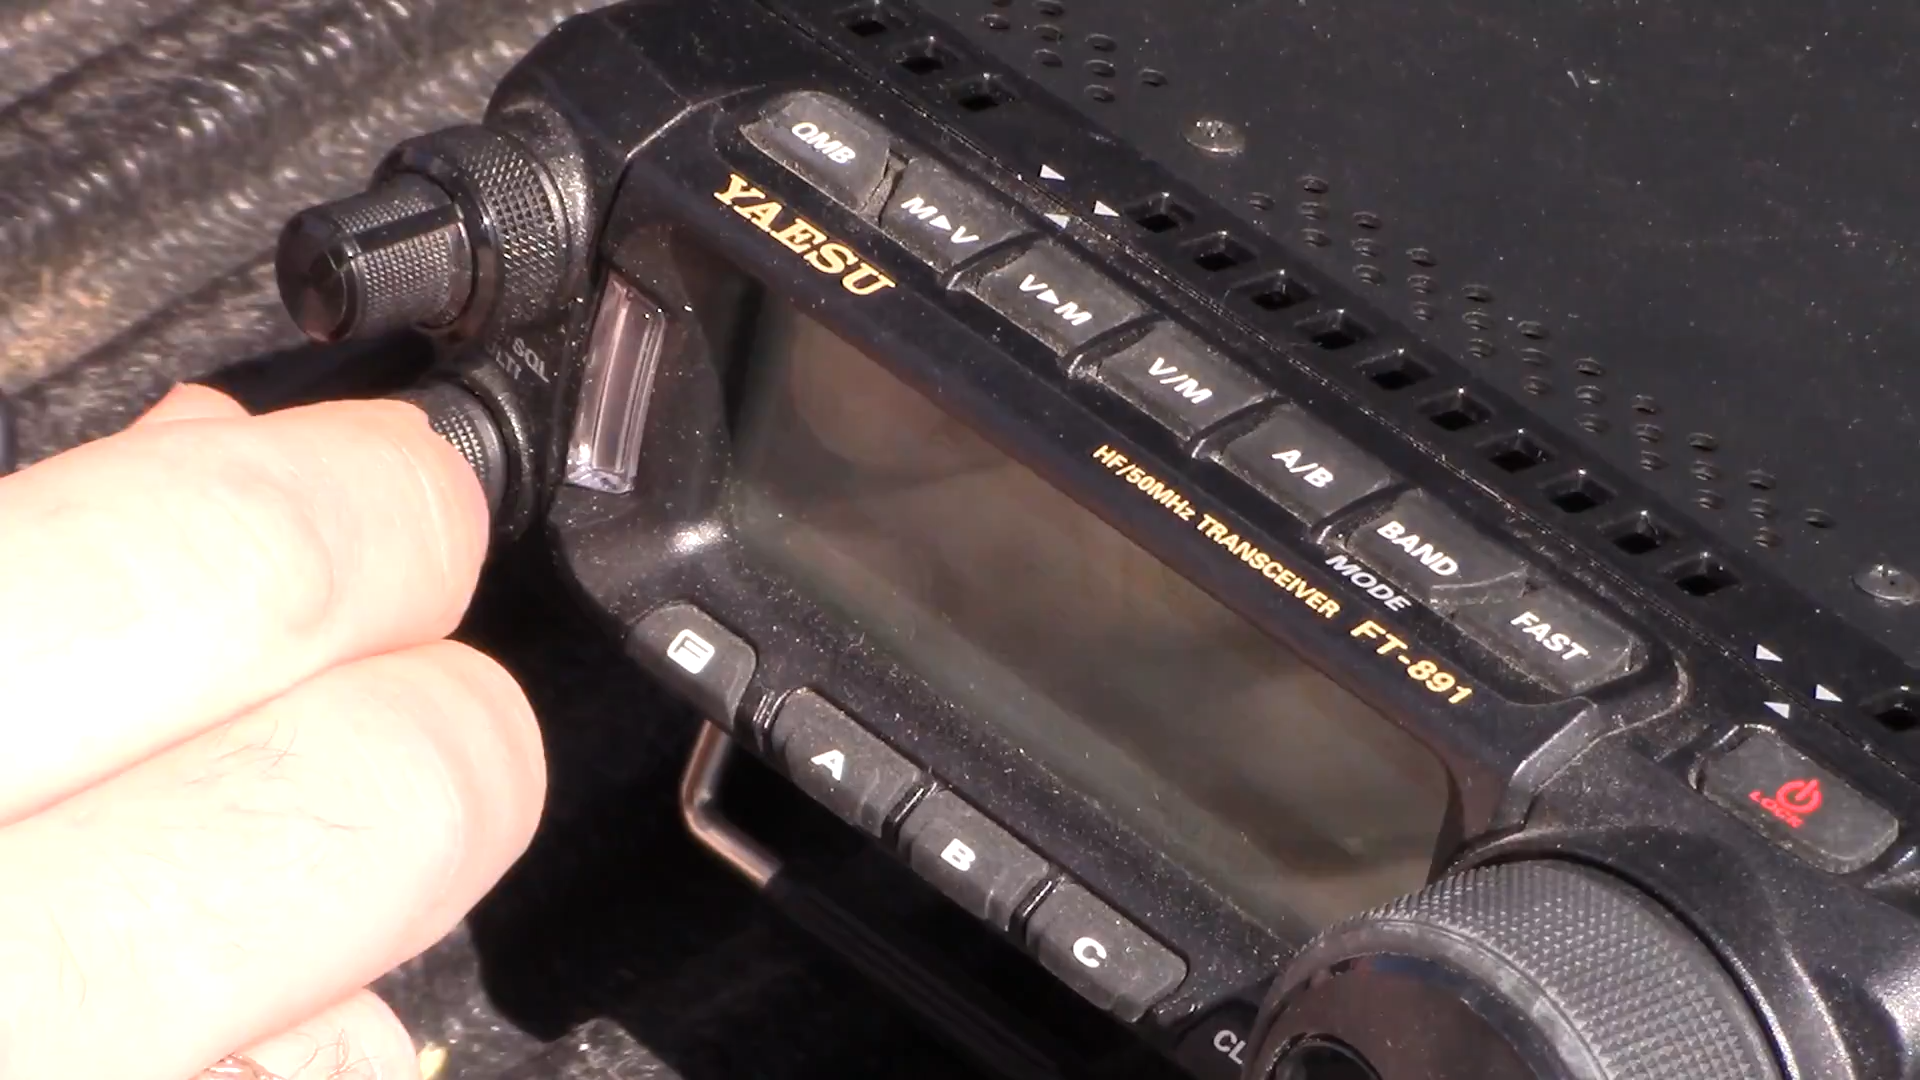 QMB
M▶V
V▶M
V/M
A/B
BAND
MODE
FAST
YAESU
HF/50MHz TRANSCEIVER FT-891
SQL
LOCK
F
A
B
C